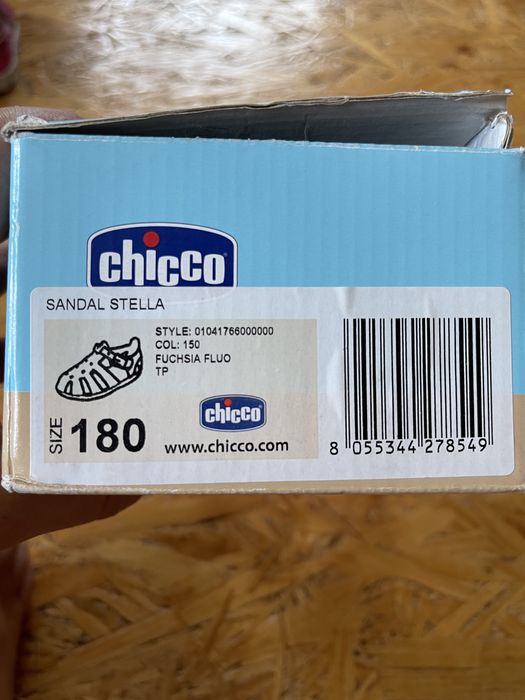 chicco
SANDAL STELLA
STYLE: 01041766000000
COL: 150
FUCHSIA FLUO
TP
SIZE 180
chicco
www.chicco.com
8 055344 278549